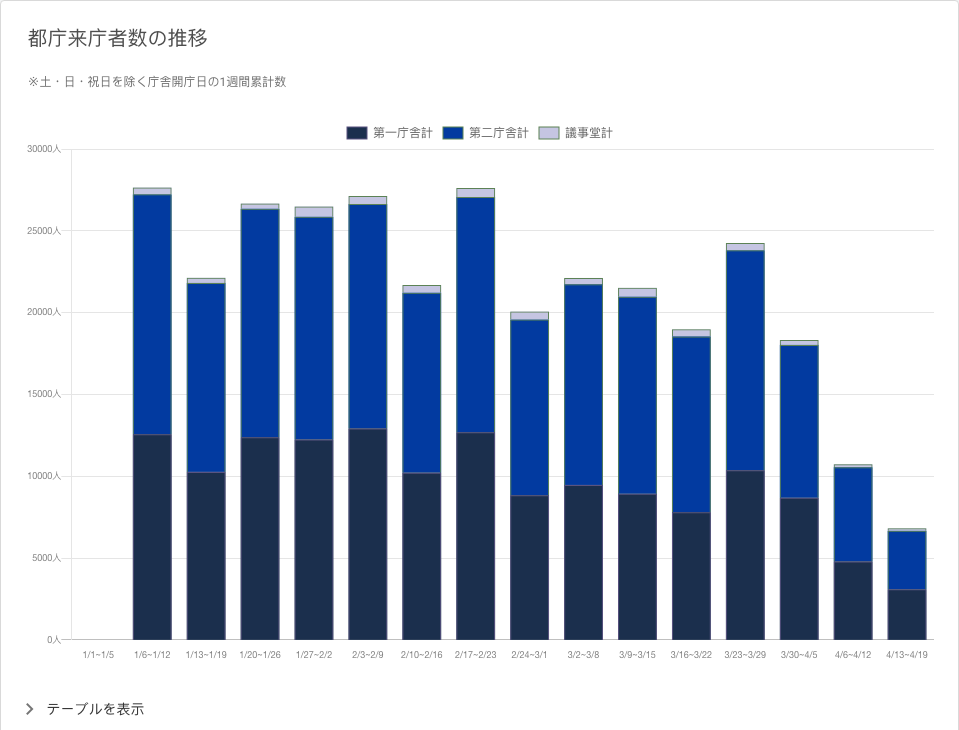 都庁来庁者数の推移
※土・日・祝日を除く庁舎開庁日の1週間累計数
第一庁舎計 第二庁舎計 議事堂計
30000人
25000人
20000人
15000人
10000人
5000人
0人
1/1~1/5 1/6~1/12 1/13~1/19 1/20~1/26 1/27~2/2 2/3~2/9 2/10~2/16 2/17~2/23 2/24~3/1 3/2~3/8 3/9~3/15 3/16~3/22 3/23~3/29 3/30~4/5 4/6~4/12 4/13~4/19
テーブルを表示